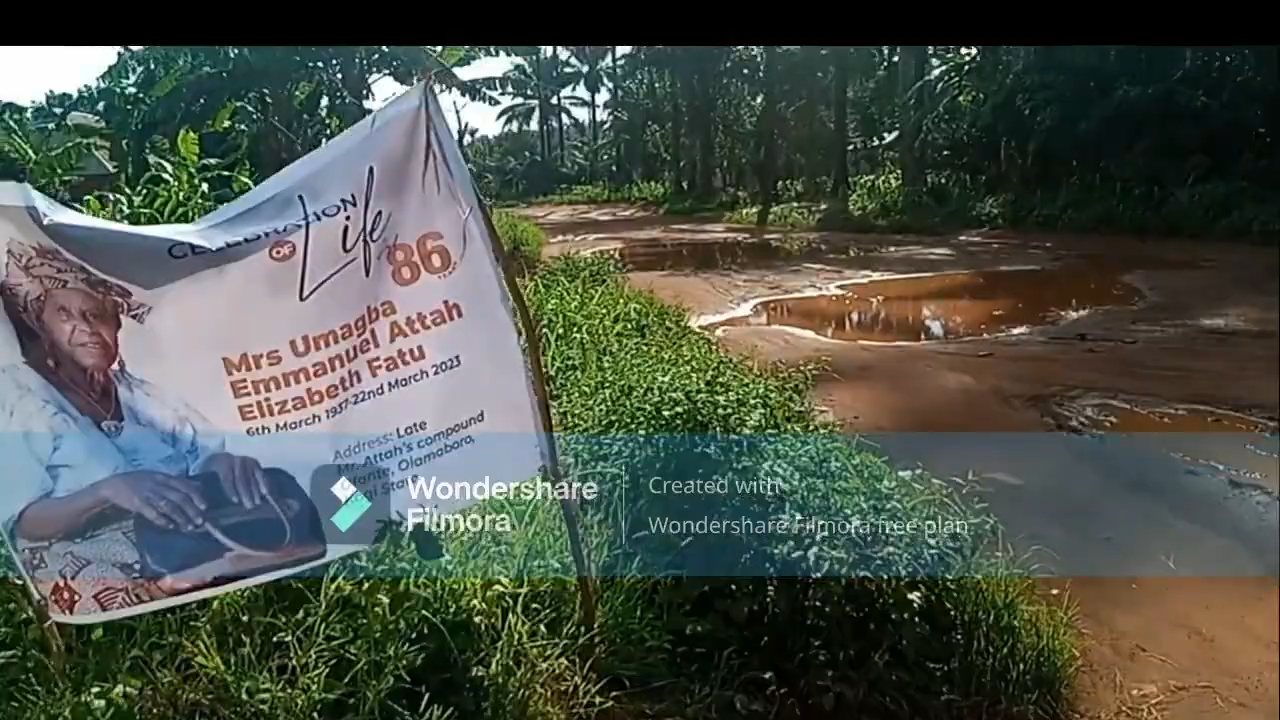 CELEBRATION
OF Life
86
Mrs Umagba
Emmanuel Attah
Elizabeth Fatu
6th March 1937-22nd March 2023
Address: Late
Mr. Attah's compound
Olamaboro,
Wondershare
Filmora
Created with
Wondershare Filmora free plan